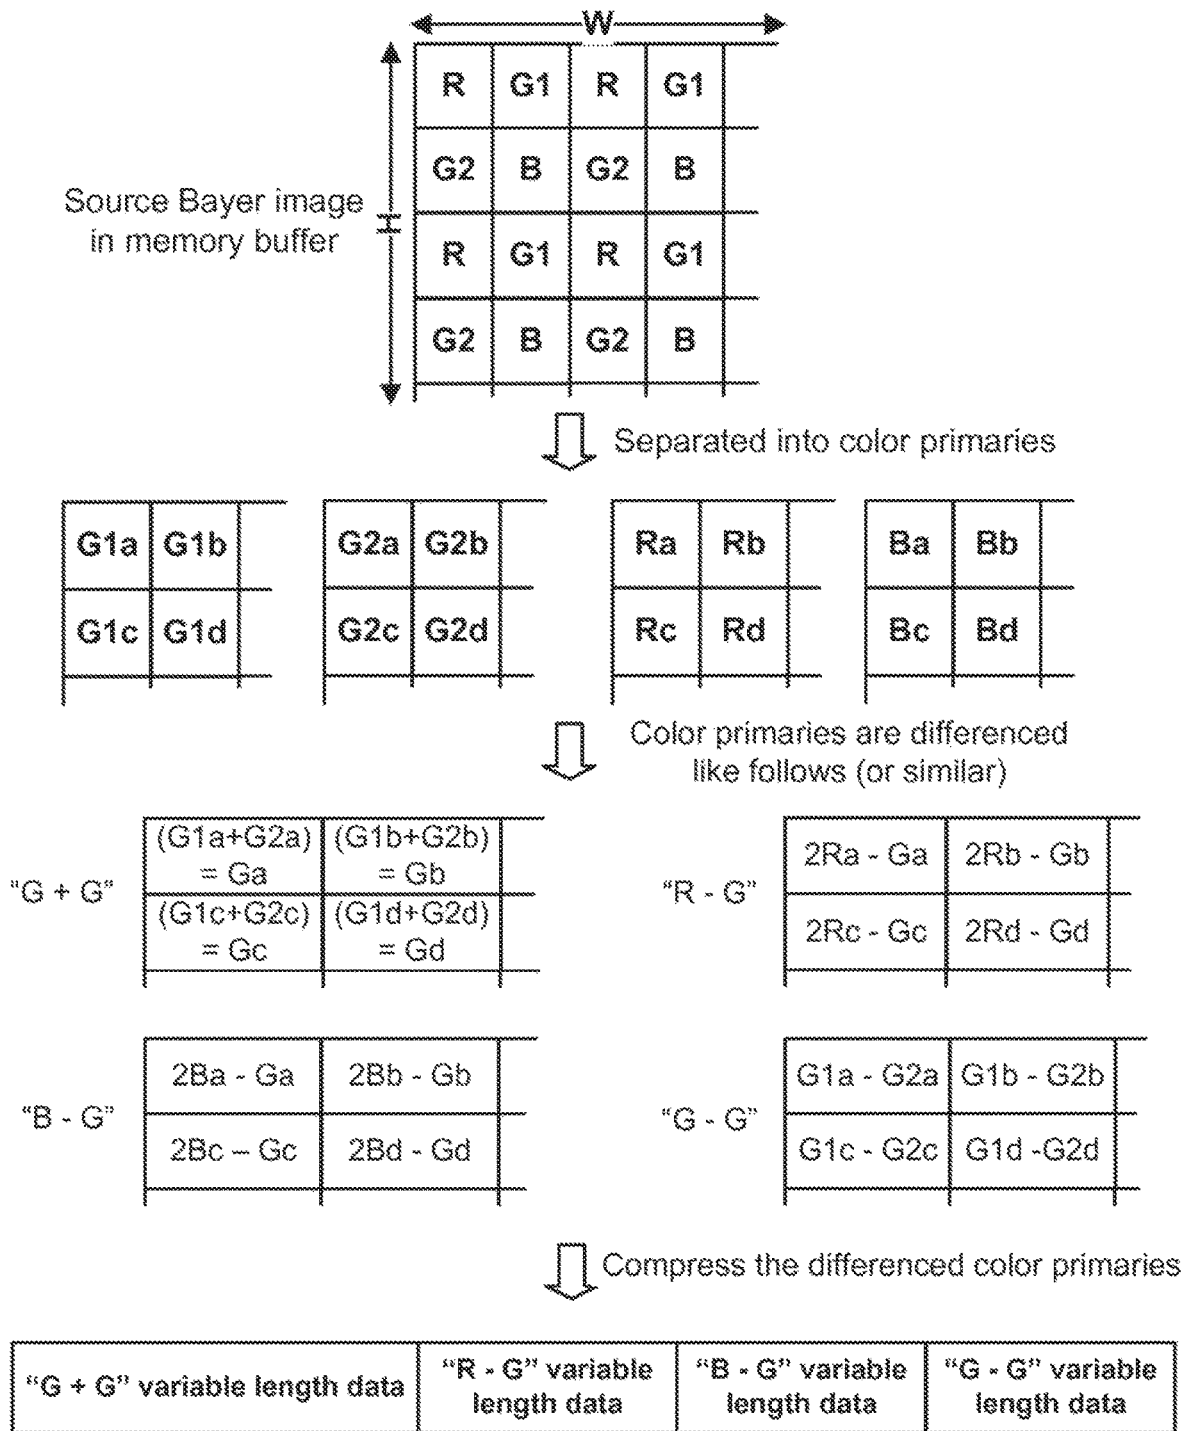 W
R G1 R G1
G2 B G2 B
Source Bayer image
in memory buffer
H
R G1 R G1
G2 B G2 B
Separated into color primaries
G1a G1b G2a G2b Ra Rb Ba Bb
G1c G1d G2c G2d Rc Rd Bc Bd
Color primaries are differenced
like follows (or similar)
"G + G"
(G1a+G2a) (G1b+G2b)
= Ga = Gb
(G1c+G2c) (G1d+G2d)
= Gc = Gd
"R - G"
2Ra - Ga 2Rb - Gb
2Rc - Gc 2Rd - Gd
"B - G"
2Ba - Ga 2Bb - Gb
2Bc – Gc 2Bd - Gd
"G - G"
G1a - G2a G1b - G2b
G1c - G2c G1d -G2d
Compress the differenced color primaries
"G + G" variable length data
"R - G" variable
length data
"B - G" variable
length data
"G - G" variable
length data